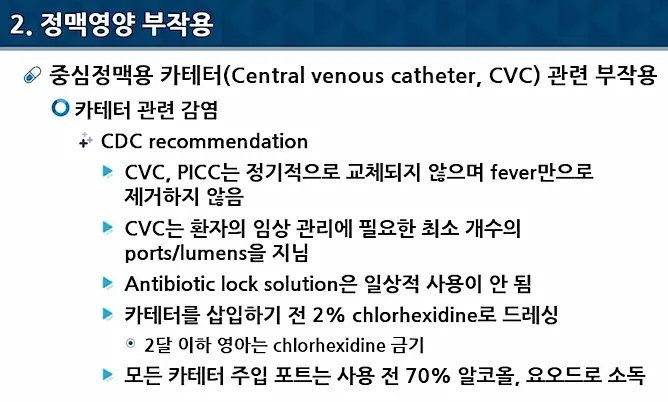 2. 정맥영양 부작용
중심정맥용 카테터(Central venous catheter, CVC) 관련 부작용
카테터 관련 감염
CDC recommendation
CVC, PICC는 정기적으로 교체되지 않으며 fever만으로
제거하지 않음
CVC는 환자의 임상 관리에 필요한 최소 개수의
ports/lumens을 지님
Antibiotic lock solution은 일상적 사용이 안 됨
카테터를 삽입하기 전 2% chlorhexidine로 드레싱
2달 이하 영아는 chlorhexidine 금기
모든 카테터 주입 포트는 사용 전 70% 알코올, 요오드로 소독